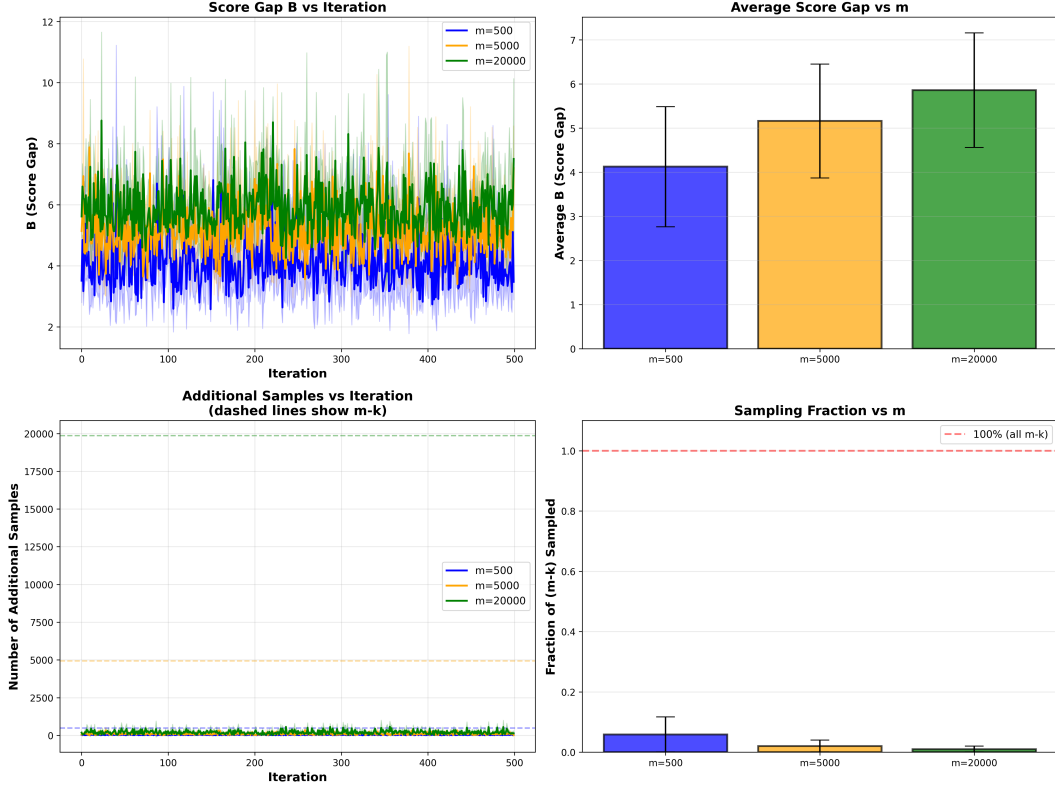 Score Gap B vs Iteration
12
10
8
6
4
2
B (Score Gap)
m=500
m=5000
m=20000
0
100
200
300
400
500
Iteration
Average Score Gap vs m
7
6
5
4
3
2
1
0
Average B (Score Gap)
m=500
m=5000
m=20000
Additional Samples vs Iteration
(dashed lines show m-k)
20000
17500
15000
12500
10000
7500
5000
2500
0
Number of Additional Samples
m=500
m=5000
m=20000
0
100
200
300
400
500
Iteration
Sampling Fraction vs m
100% (all m-k)
1.0
0.8
0.6
0.4
0.2
0.0
Fraction of (m-k) Sampled
m=500
m=5000
m=20000